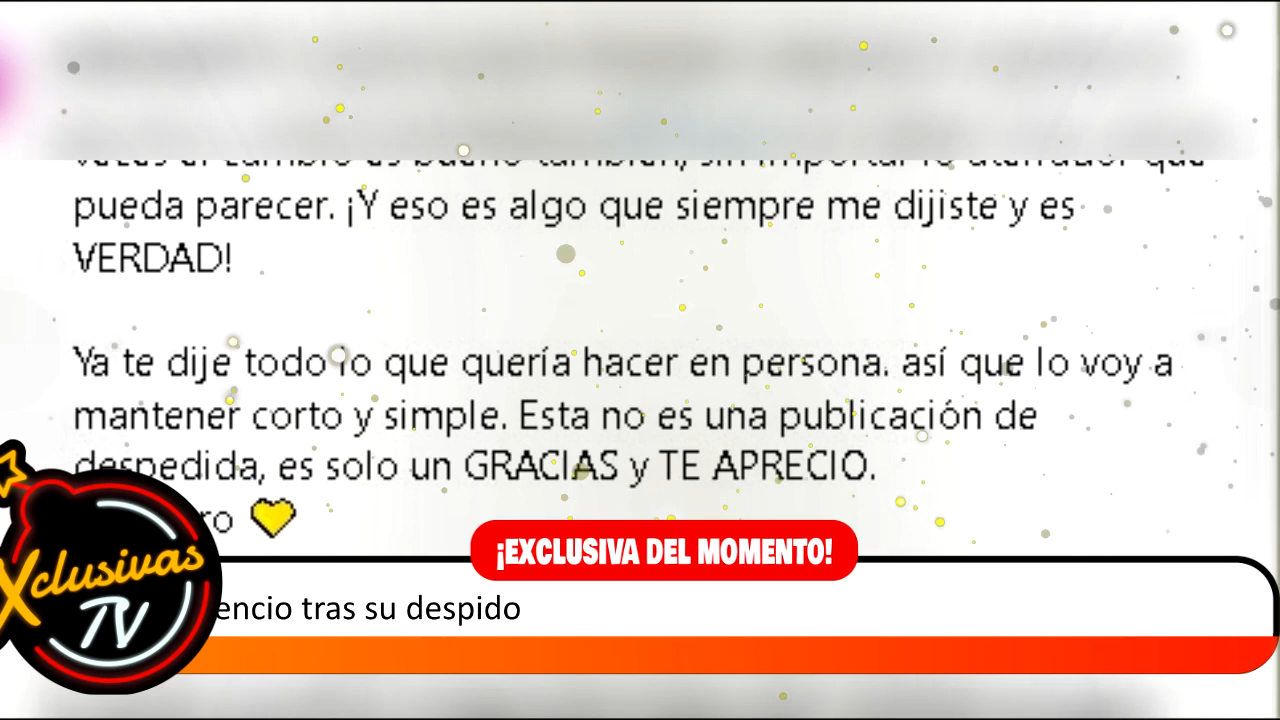 pueda parecer. ¡Y eso es algo que siempre me dijiste y es
VERDAD!
Ya te dije todo lo que quería hacer en persona. así que lo voy a
mantener corto y simple. Esta no es una publicación de
despedida, es solo un GRACIAS y TE APRECIO.
ro 💛
¡EXCLUSIVA DEL MOMENTO!
encio tras su despido
Xclusivas
TV